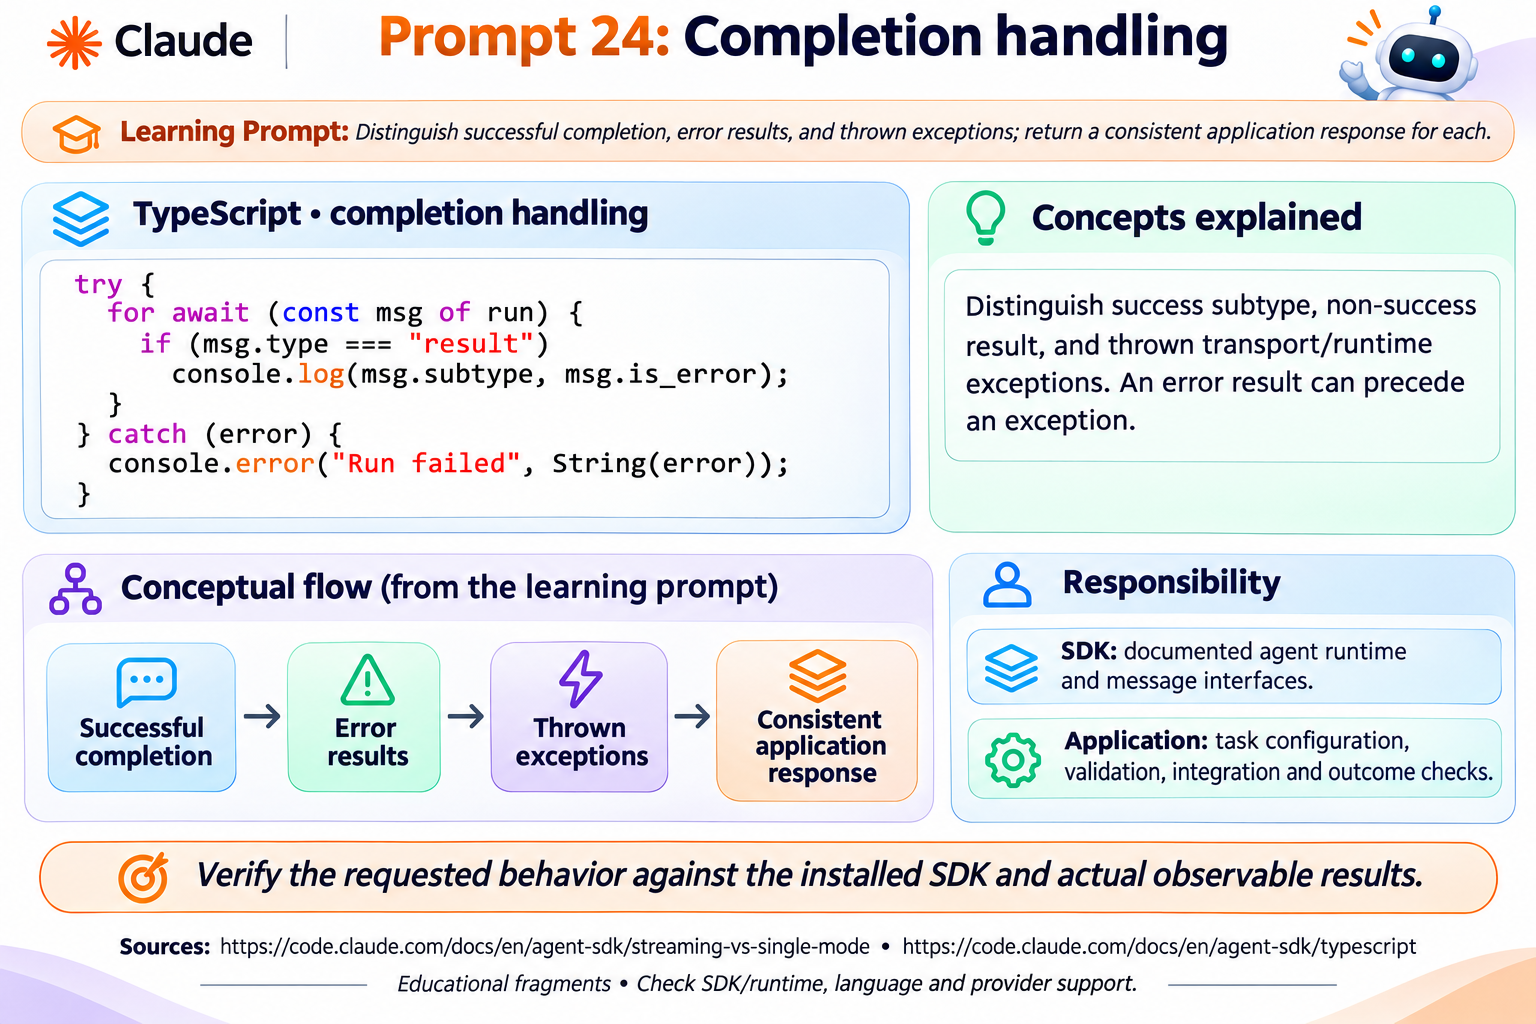 Claude
Prompt 24: Completion handling
Learning Prompt: Distinguish successful completion, error results, and thrown exceptions; return a consistent application response for each.
TypeScript • completion handling
try {
  for await (const msg of run) {
    if (msg.type === "result")
      console.log(msg.subtype, msg.is_error);
  }
} catch (error) {
  console.error("Run failed", String(error));
}
Concepts explained
Distinguish success subtype, non-success
result, and thrown transport/runtime
exceptions. An error result can precede
an exception.
Conceptual flow (from the learning prompt)
Successful
completion
Error
results
Thrown
exceptions
Consistent
application
response
Responsibility
SDK: documented agent runtime
and message interfaces.
Application: task configuration,
validation, integration and outcome checks.
Verify the requested behavior against the installed SDK and actual observable results.
Sources: https://code.claude.com/docs/en/agent-sdk/streaming-vs-single-mode • https://code.claude.com/docs/en/agent-sdk/typescript
Educational fragments • Check SDK/runtime, language and provider support.